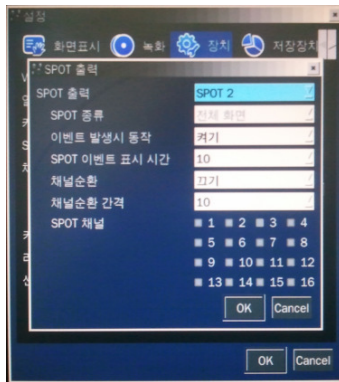 설정
화면표시 녹화 장치 저장장치
SPOT 출력
SPOT 출력 SPOT 2
SPOT 종류 전체 화면
이벤트 발생시 동작 켜기
SPOT 이벤트 표시 시간 10
채널순환 끄기
채널순환 간격 10
SPOT 채널 1 2 3 4
5 6 7 8
9 10 11 12
13 14 15 16
OK Cancel
OK Cancel